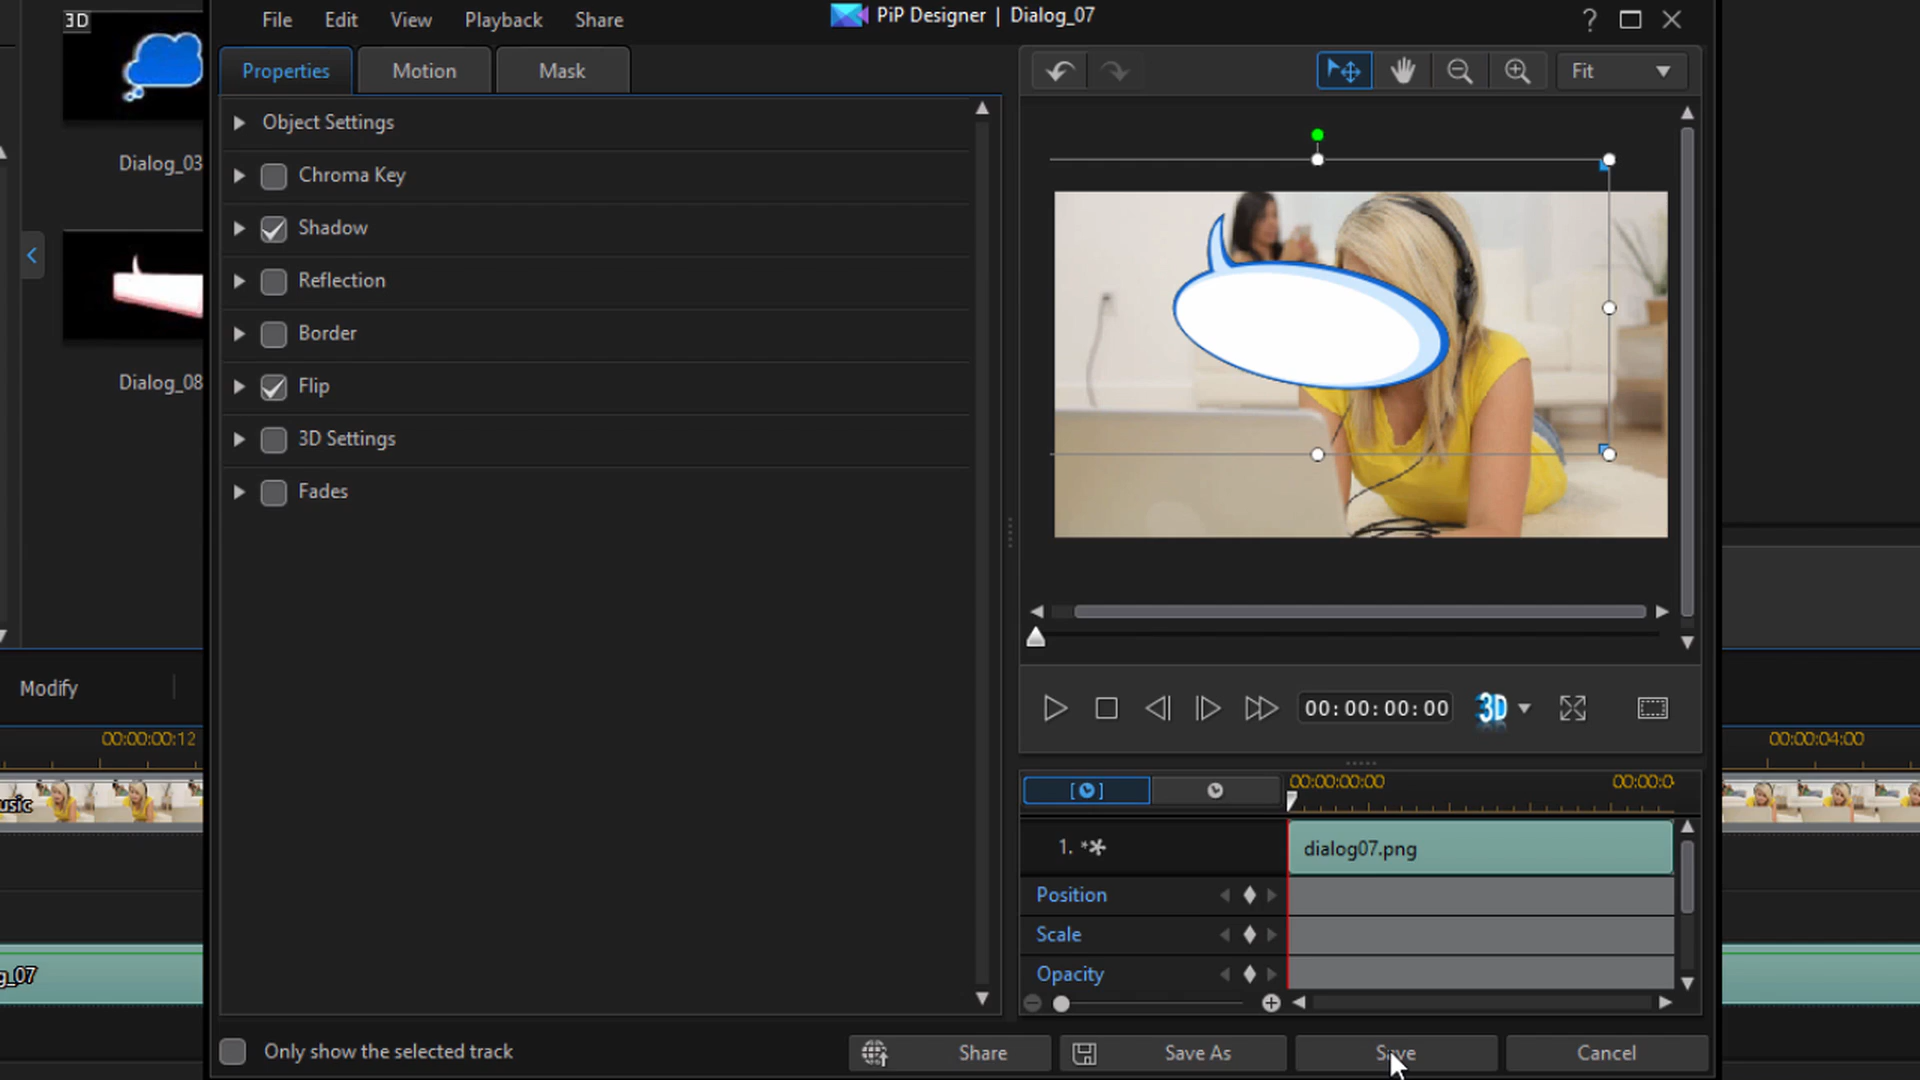 3D
Dialog_03
Dialog_08
Modify
00:00:00:12
usic
g_07
File Edit View Playback Share
PiP Designer | Dialog_07
?
Properties Motion Mask
Object Settings
Chroma Key
Shadow
Reflection
Border
Flip
3D Settings
Fades
Only show the selected track
Fit
00:00:00:00 3D
00:00:00:00 00:00:0
1. dialog07.png
Position
Scale
Opacity
Share Save As Save Cancel
00:00:04:00